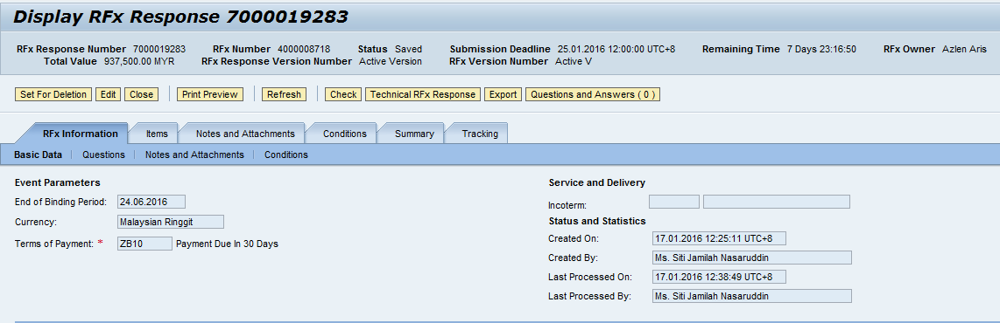 Display RFx Response 7000019283
RFx Response Number 7000019283 RFx Number 4000008718 Status Saved Submission Deadline 25.01.2016 12:00:00 UTC+8 Remaining Time 7 Days 23:16:50 RFx Owner Azlen Aris
Total Value 937,500.00 MYR RFx Response Version Number Active Version RFx Version Number Active V
Set For Deletion Edit Close Print Preview Refresh Check Technical RFx Response Export Questions and Answers ( 0 )
RFx Information Items Notes and Attachments Conditions Summary Tracking
Basic Data Questions Notes and Attachments Conditions
Event Parameters Service and Delivery
End of Binding Period: 24.06.2016 Incoterm:
Currency: Malaysian Ringgit Status and Statistics
Terms of Payment: * ZB10 Payment Due In 30 Days Created On: 17.01.2016 12:25:11 UTC+8
Created By: Ms. Siti Jamilah Nasaruddin
Last Processed On: 17.01.2016 12:38:49 UTC+8
Last Processed By: Ms. Siti Jamilah Nasaruddin